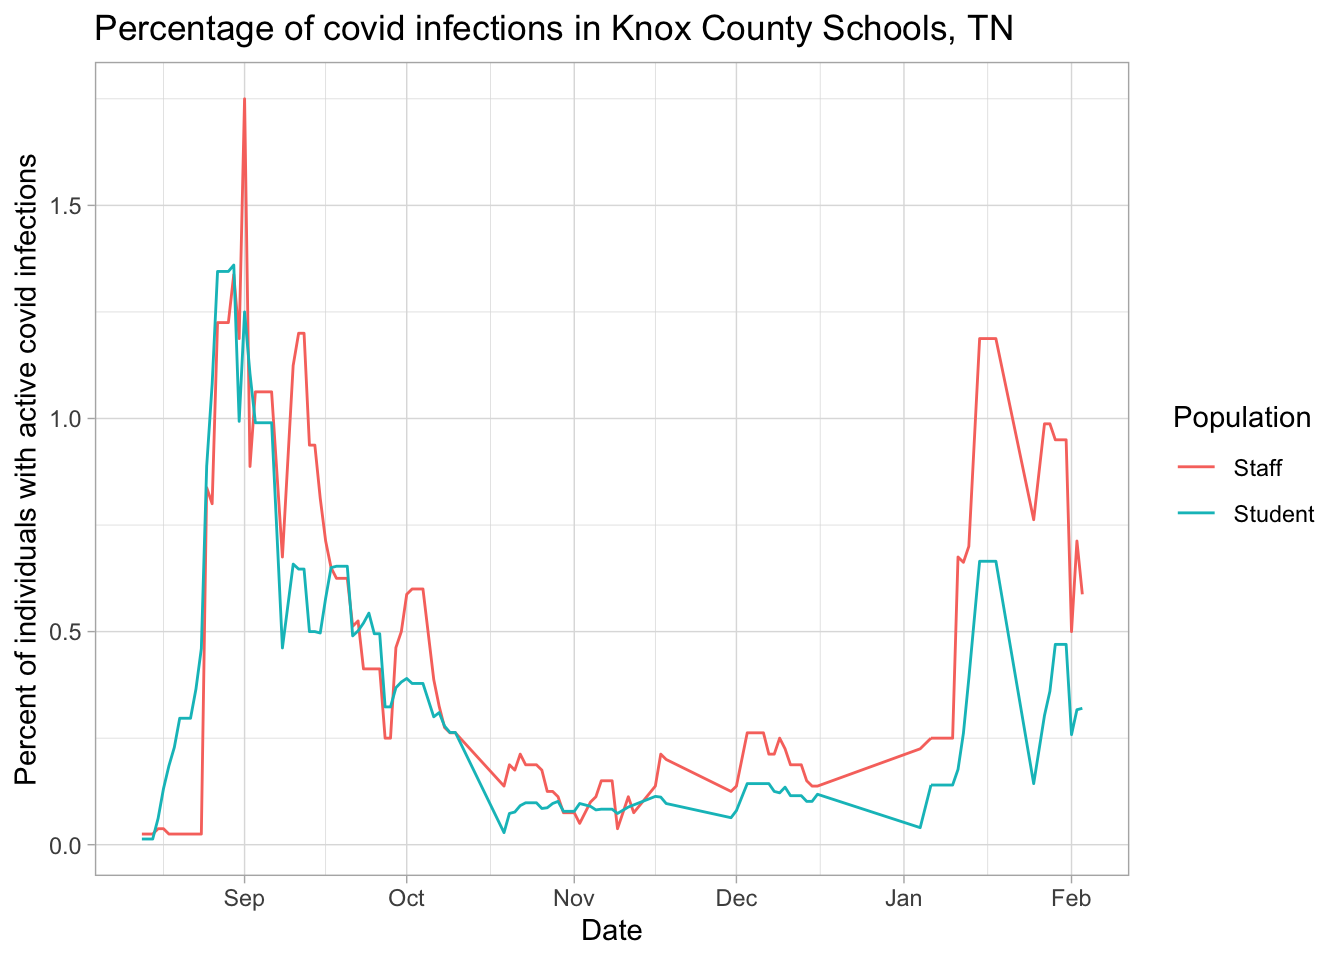 Percentage of covid infections in Knox County Schools, TN
Percent of individuals with active covid infections
1.5
1.0
0.5
0.0
Sep Oct Nov Dec Jan Feb
Date
Population
Staff
Student